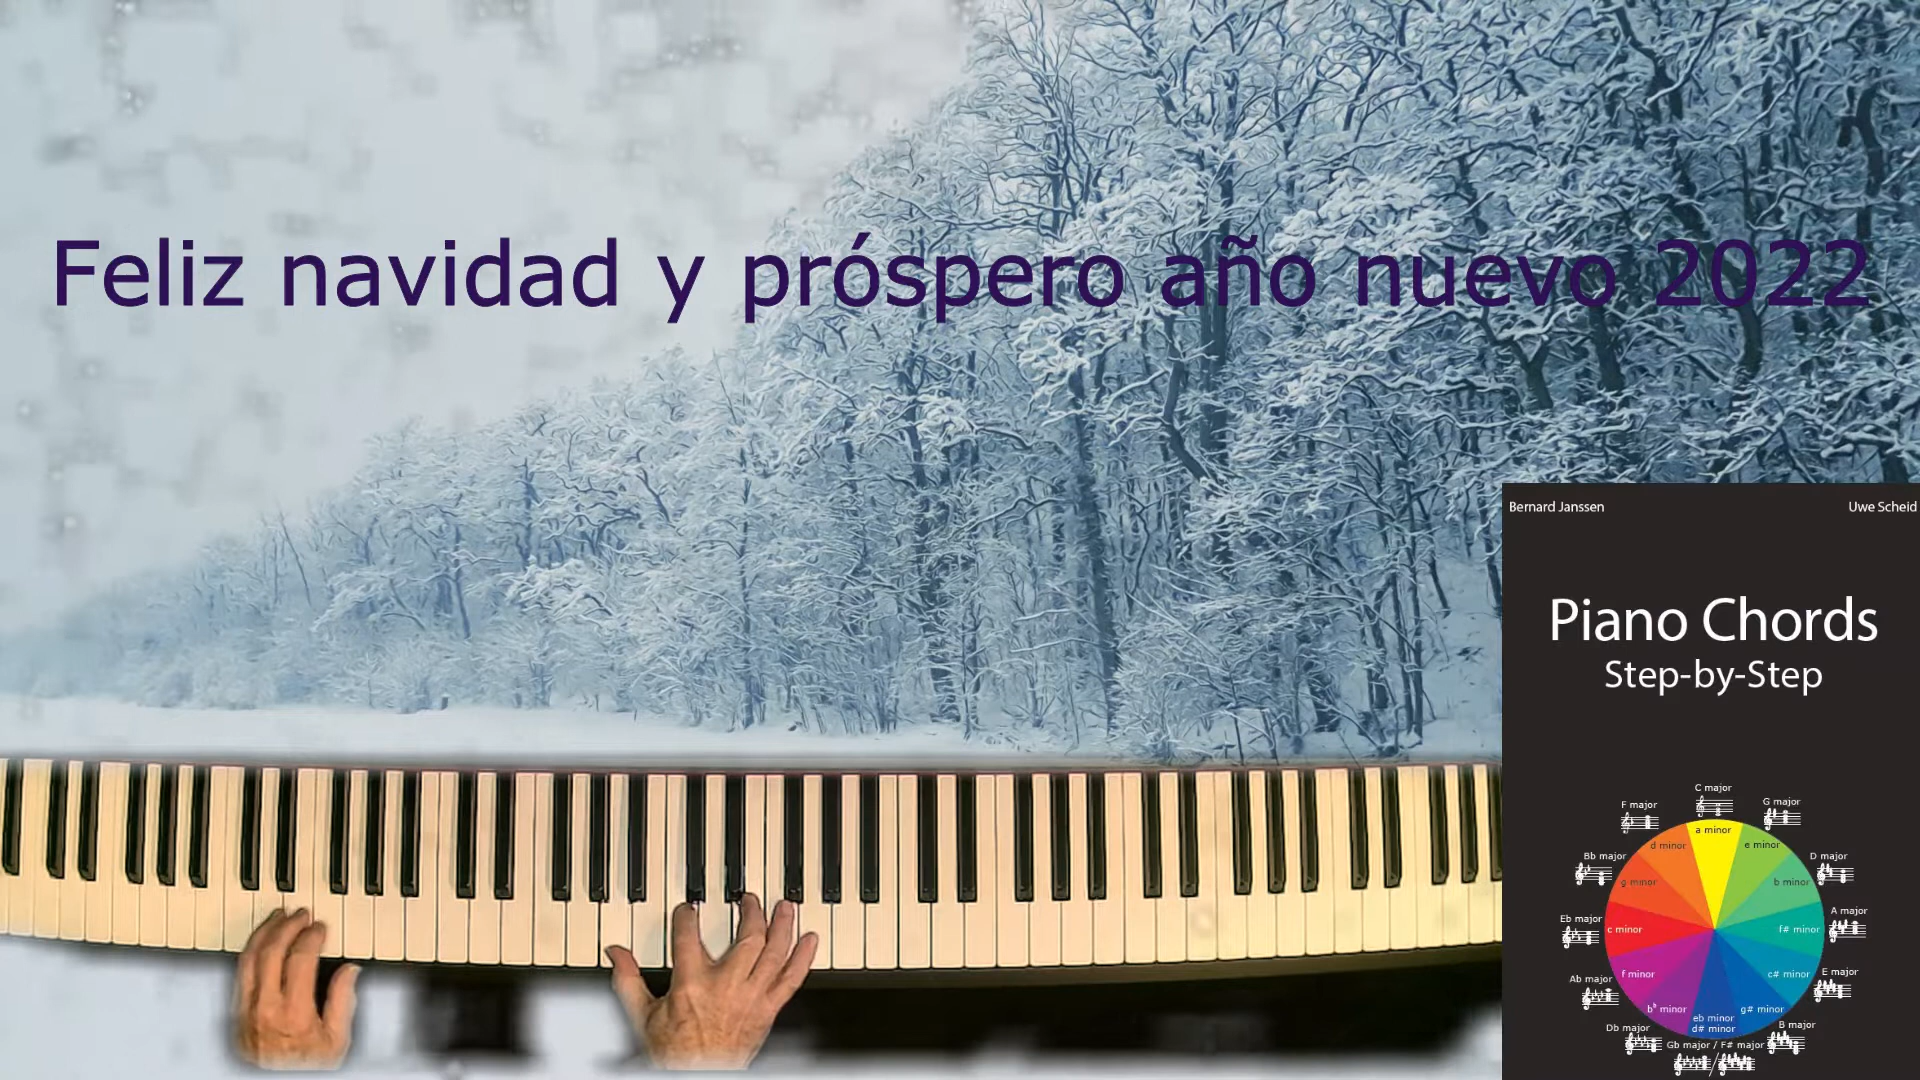 Feliz navidad y próspero año nuevo 2022
Bernard Janssen
Uwe Scheid
Piano Chords
Step-by-Step
C major
F major
G major
a minor
d minor
e minor
Bb major
D major
g minor
b minor
Eb major
A major
c minor
f# minor
Ab major
E major
f minor
c# minor
bᵇ minor
g# minor
eb minor
d# minor
Db major
B major
Gb major / F# major